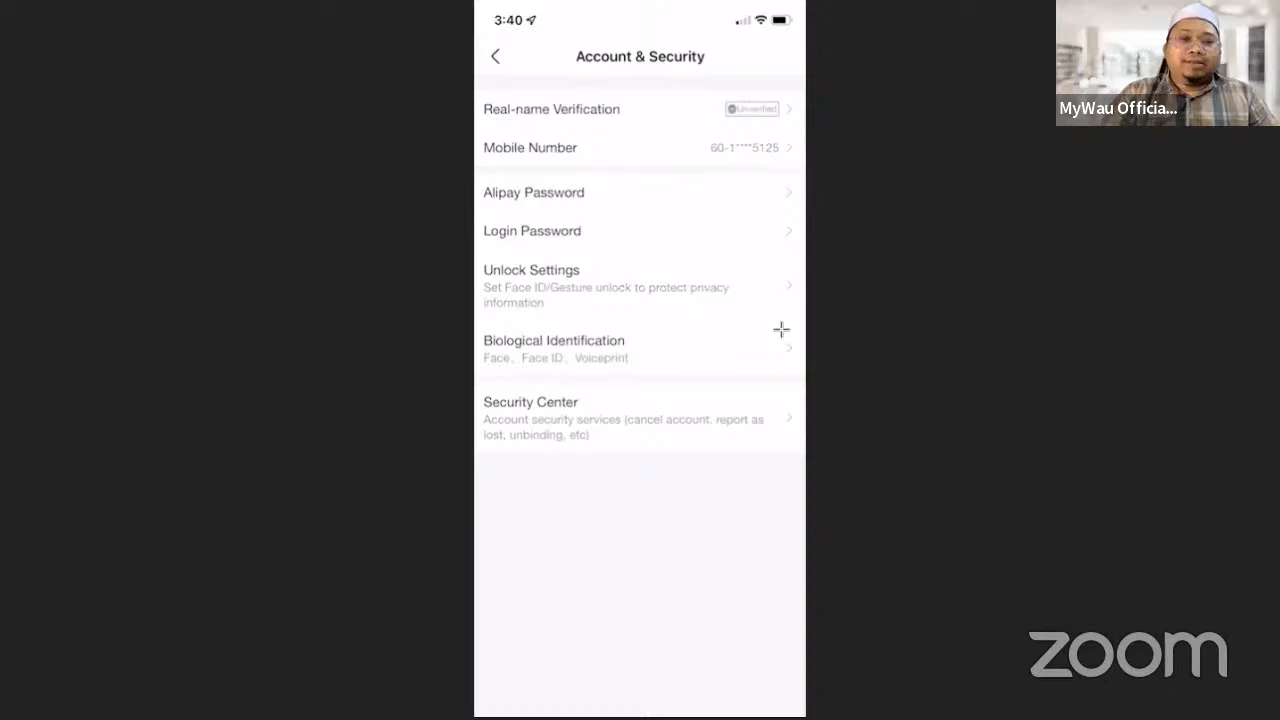 3:40
Account & Security
Real-name Verification
Unverified
Mobile Number
60-1****5125
Alipay Password
Login Password
Unlock Settings
Set Face ID/Gesture unlock to protect privacy
information
Biological Identification
Face、Face ID、Voiceprint
Security Center
Account security services (cancel account, report as
lost, unbinding, etc)
MyWau Officia...
zoom